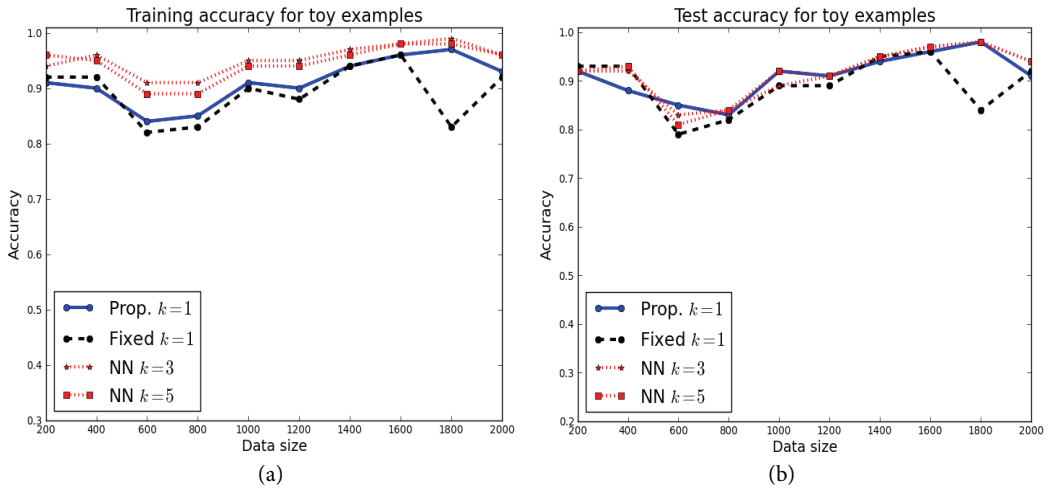 Training accuracy for toy examples
1.0
0.9
0.8
0.7
0.6
0.5
0.4
0.3
Accuracy
Prop. k=1
Fixed k=1
NN k=3
NN k=5
200 400 600 800 1000 1200 1400 1600 1800 2000
Data size
(a)
Test accuracy for toy examples
1.0
0.9
0.8
0.7
0.6
0.5
0.4
0.3
0.2
Accuracy
Prop. k=1
Fixed k=1
NN k=3
NN k=5
200 400 600 800 1000 1200 1400 1600 1800 2000
Data size
(b)